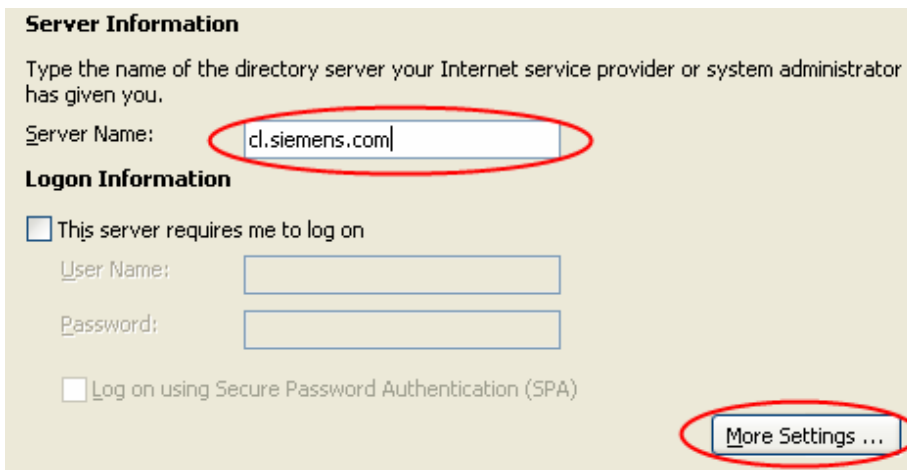 Server Information
Type the name of the directory server your Internet service provider or system administrator
has given you.
Server Name:
cl.siemens.com
Logon Information
This server requires me to log on
User Name:
Password:
Log on using Secure Password Authentication (SPA)
More Settings ...